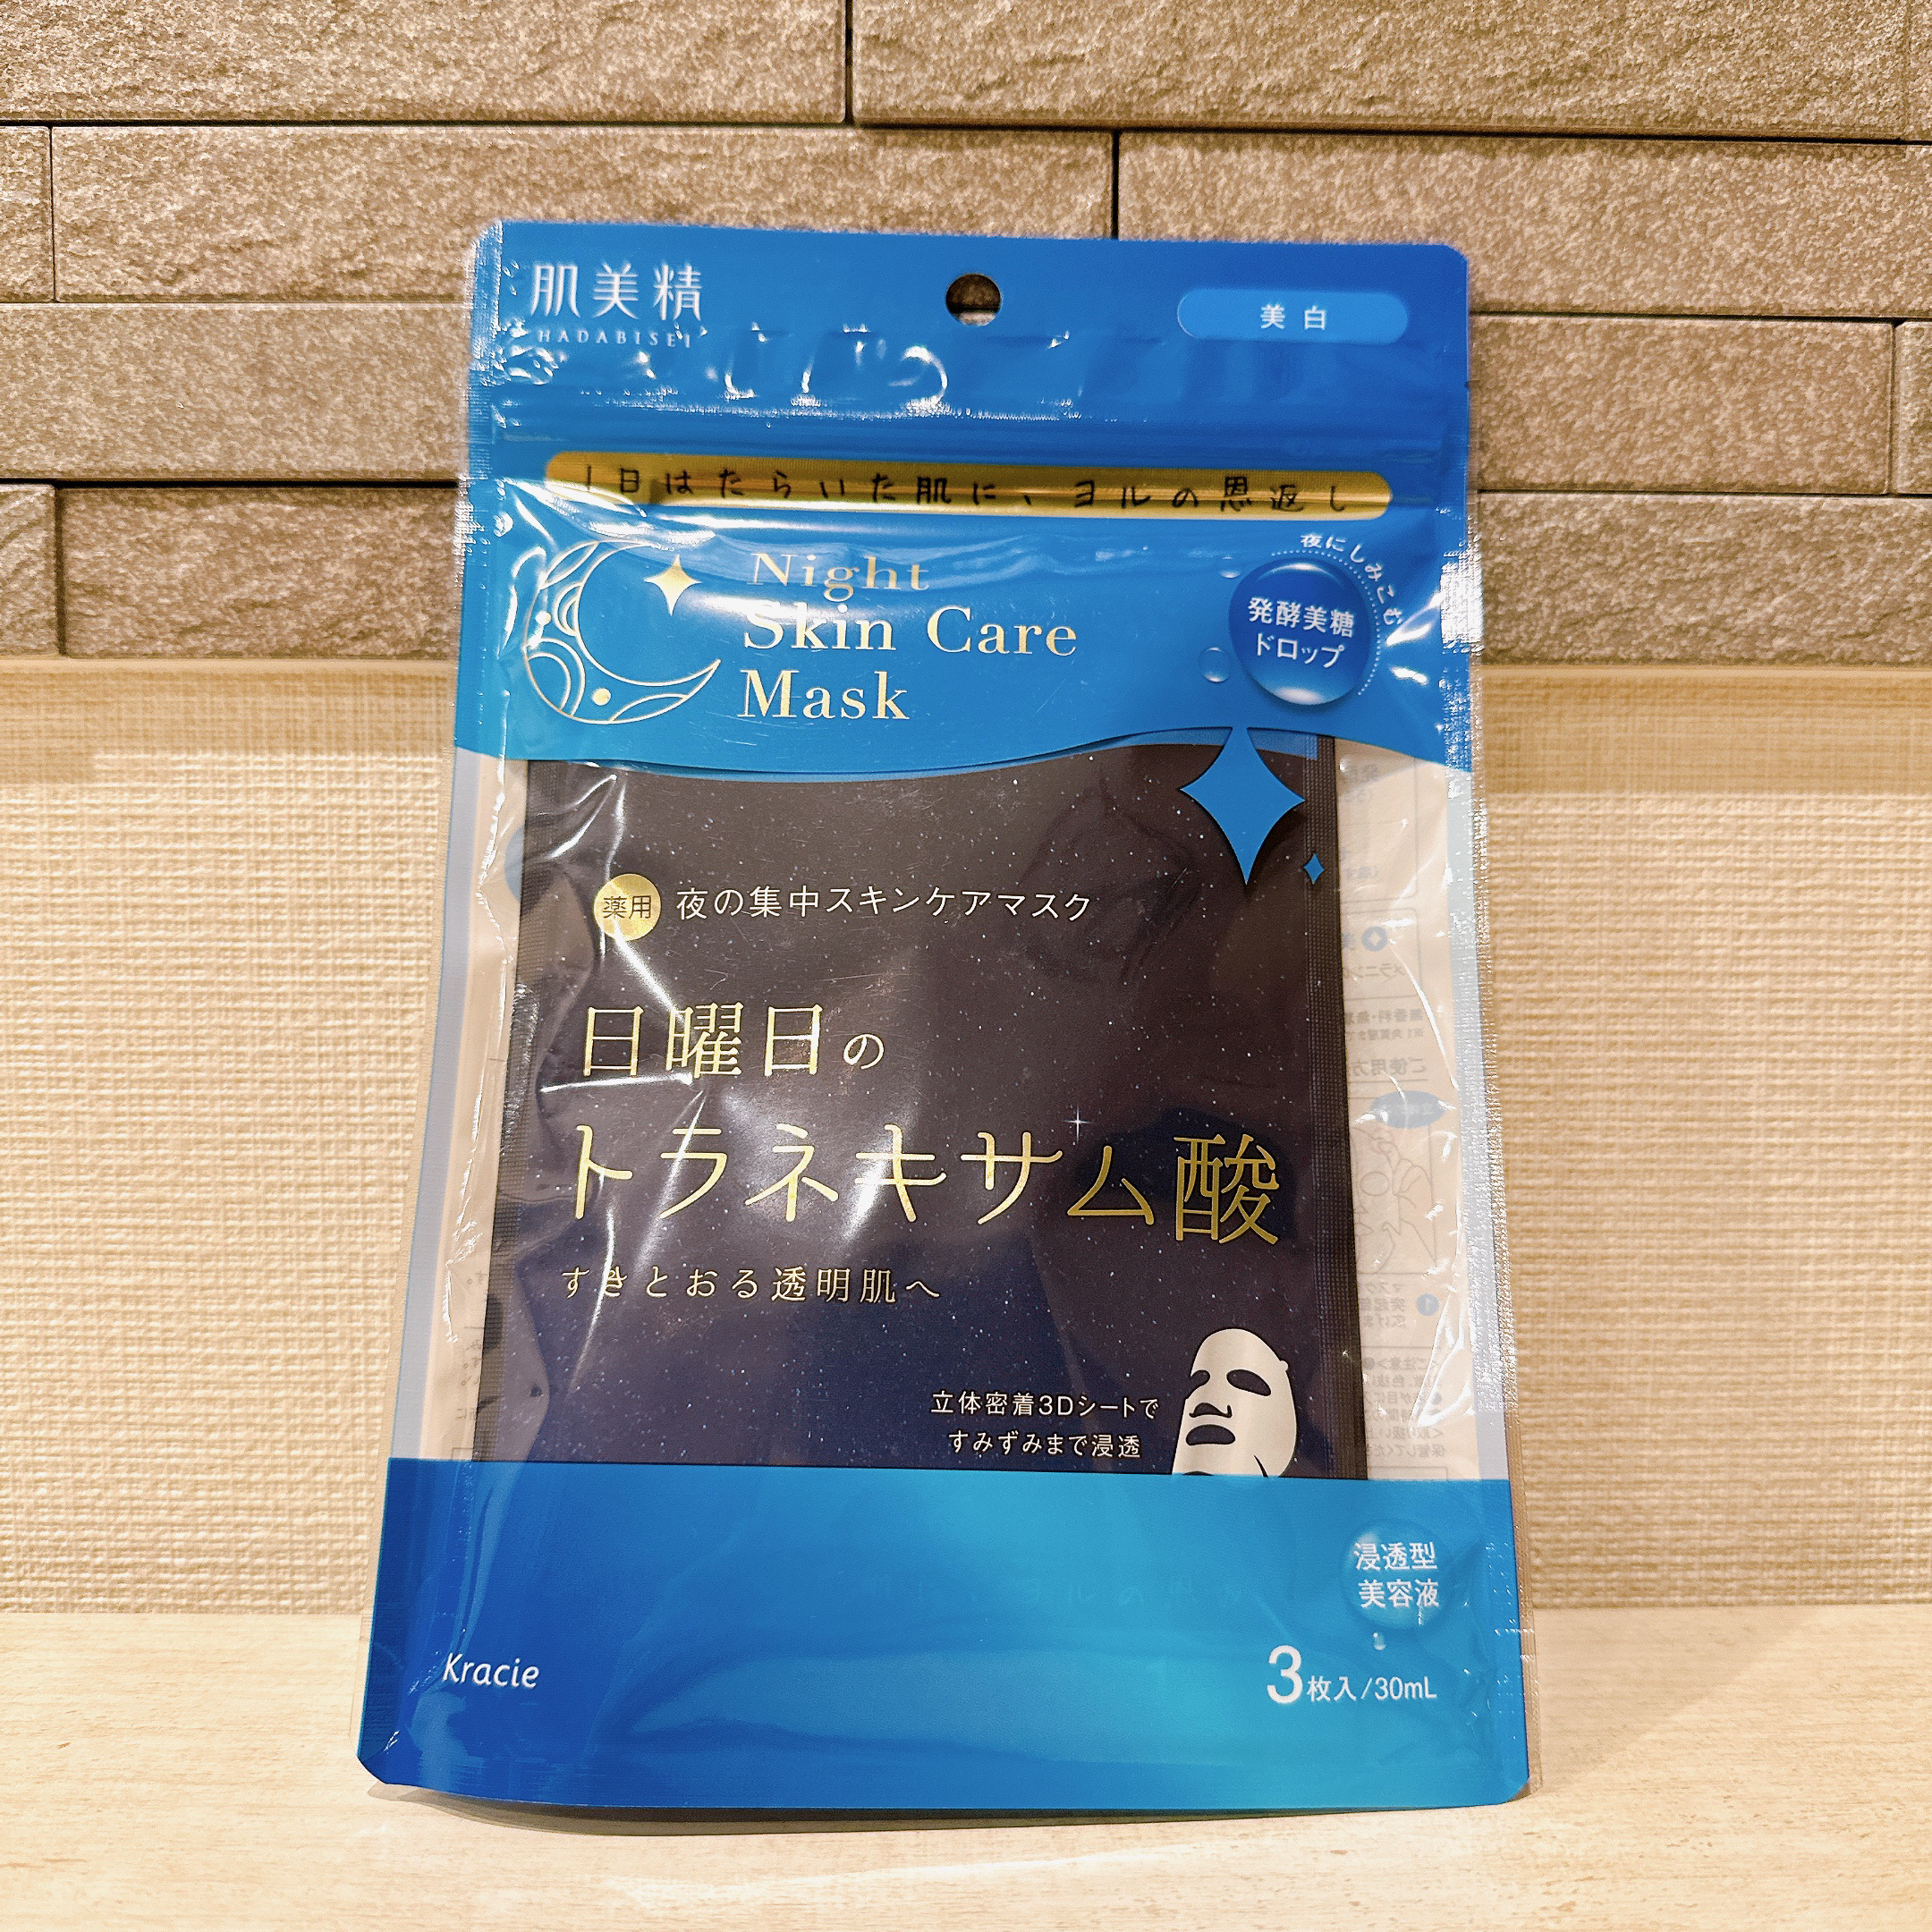 肌美精
HADABISEI
美白
1日はたらいた肌に、ヨルの恩返し
Night
Skin Care
Mask
夜にしみこむ
発酵美糖
ドロップ
薬用 夜の集中スキンケアマスク
日曜日の
トラネキサム酸
すきとおる透明肌へ
立体密着3Dシートで
すみずみまで浸透
浸透型
美容液
Kracie
3枚入/30mL